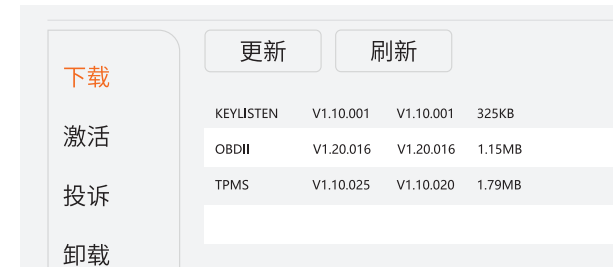 更新 刷新
下载
激活
投诉
卸载
KEYLISTEN V1.10.001 V1.10.001 325KB
OBDII V1.20.016 V1.20.016 1.15MB
TPMS V1.10.025 V1.10.020 1.79MB